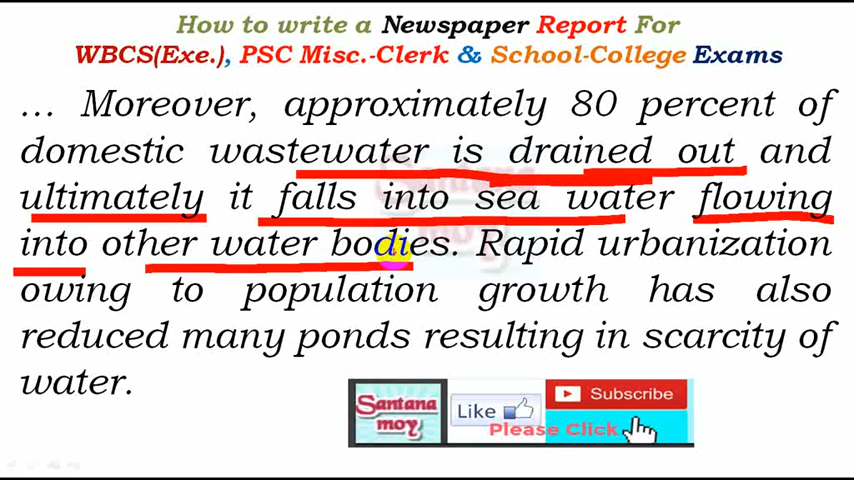 How to write a Newspaper Report For
WBCS(Exe.), PSC Misc.-Clerk & School-College Exams
... Moreover, approximately 80 percent of
domestic wastewater is drained out and
ultimately it falls into sea water flowing
into other water bodies. Rapid urbanization
owing to population growth has also
reduced many ponds resulting in scarcity of
water.
Santana
moy
Like
Subscribe
Please Click